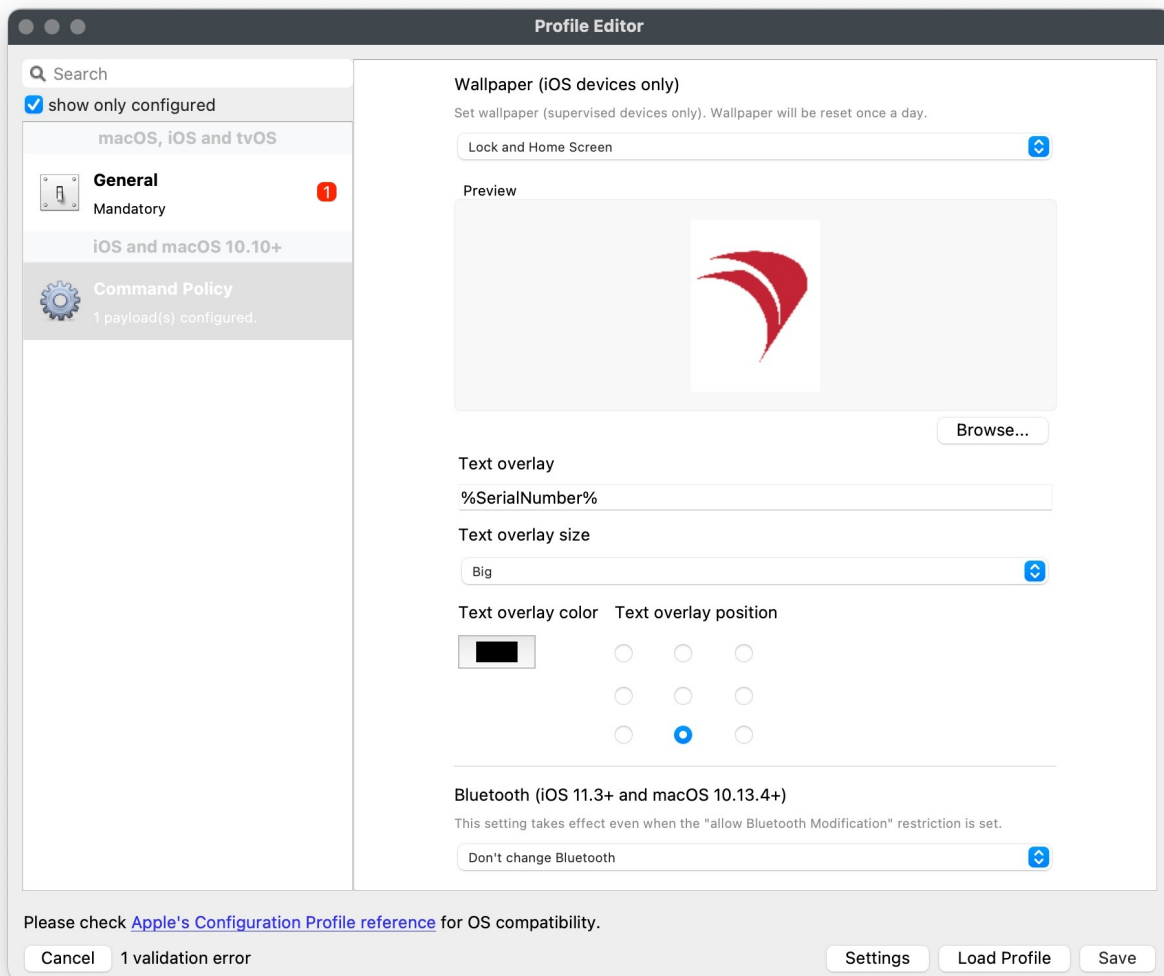 Profile Editor
Search
show only configured
macOS, iOS and tvOS
General
Mandatory
1
iOS and macOS 10.10+
Command Policy
1 payload(s) configured.
Wallpaper (iOS devices only)
Set wallpaper (supervised devices only). Wallpaper will be reset once a day.
Lock and Home Screen
Preview
Browse...
Text overlay
%SerialNumber%
Text overlay size
Big
Text overlay color Text overlay position
Bluetooth (iOS 11.3+ and macOS 10.13.4+)
This setting takes effect even when the "allow Bluetooth Modification" restriction is set.
Don't change Bluetooth
Please check Apple's Configuration Profile reference for OS compatibility.
Cancel 1 validation error Settings Load Profile Save